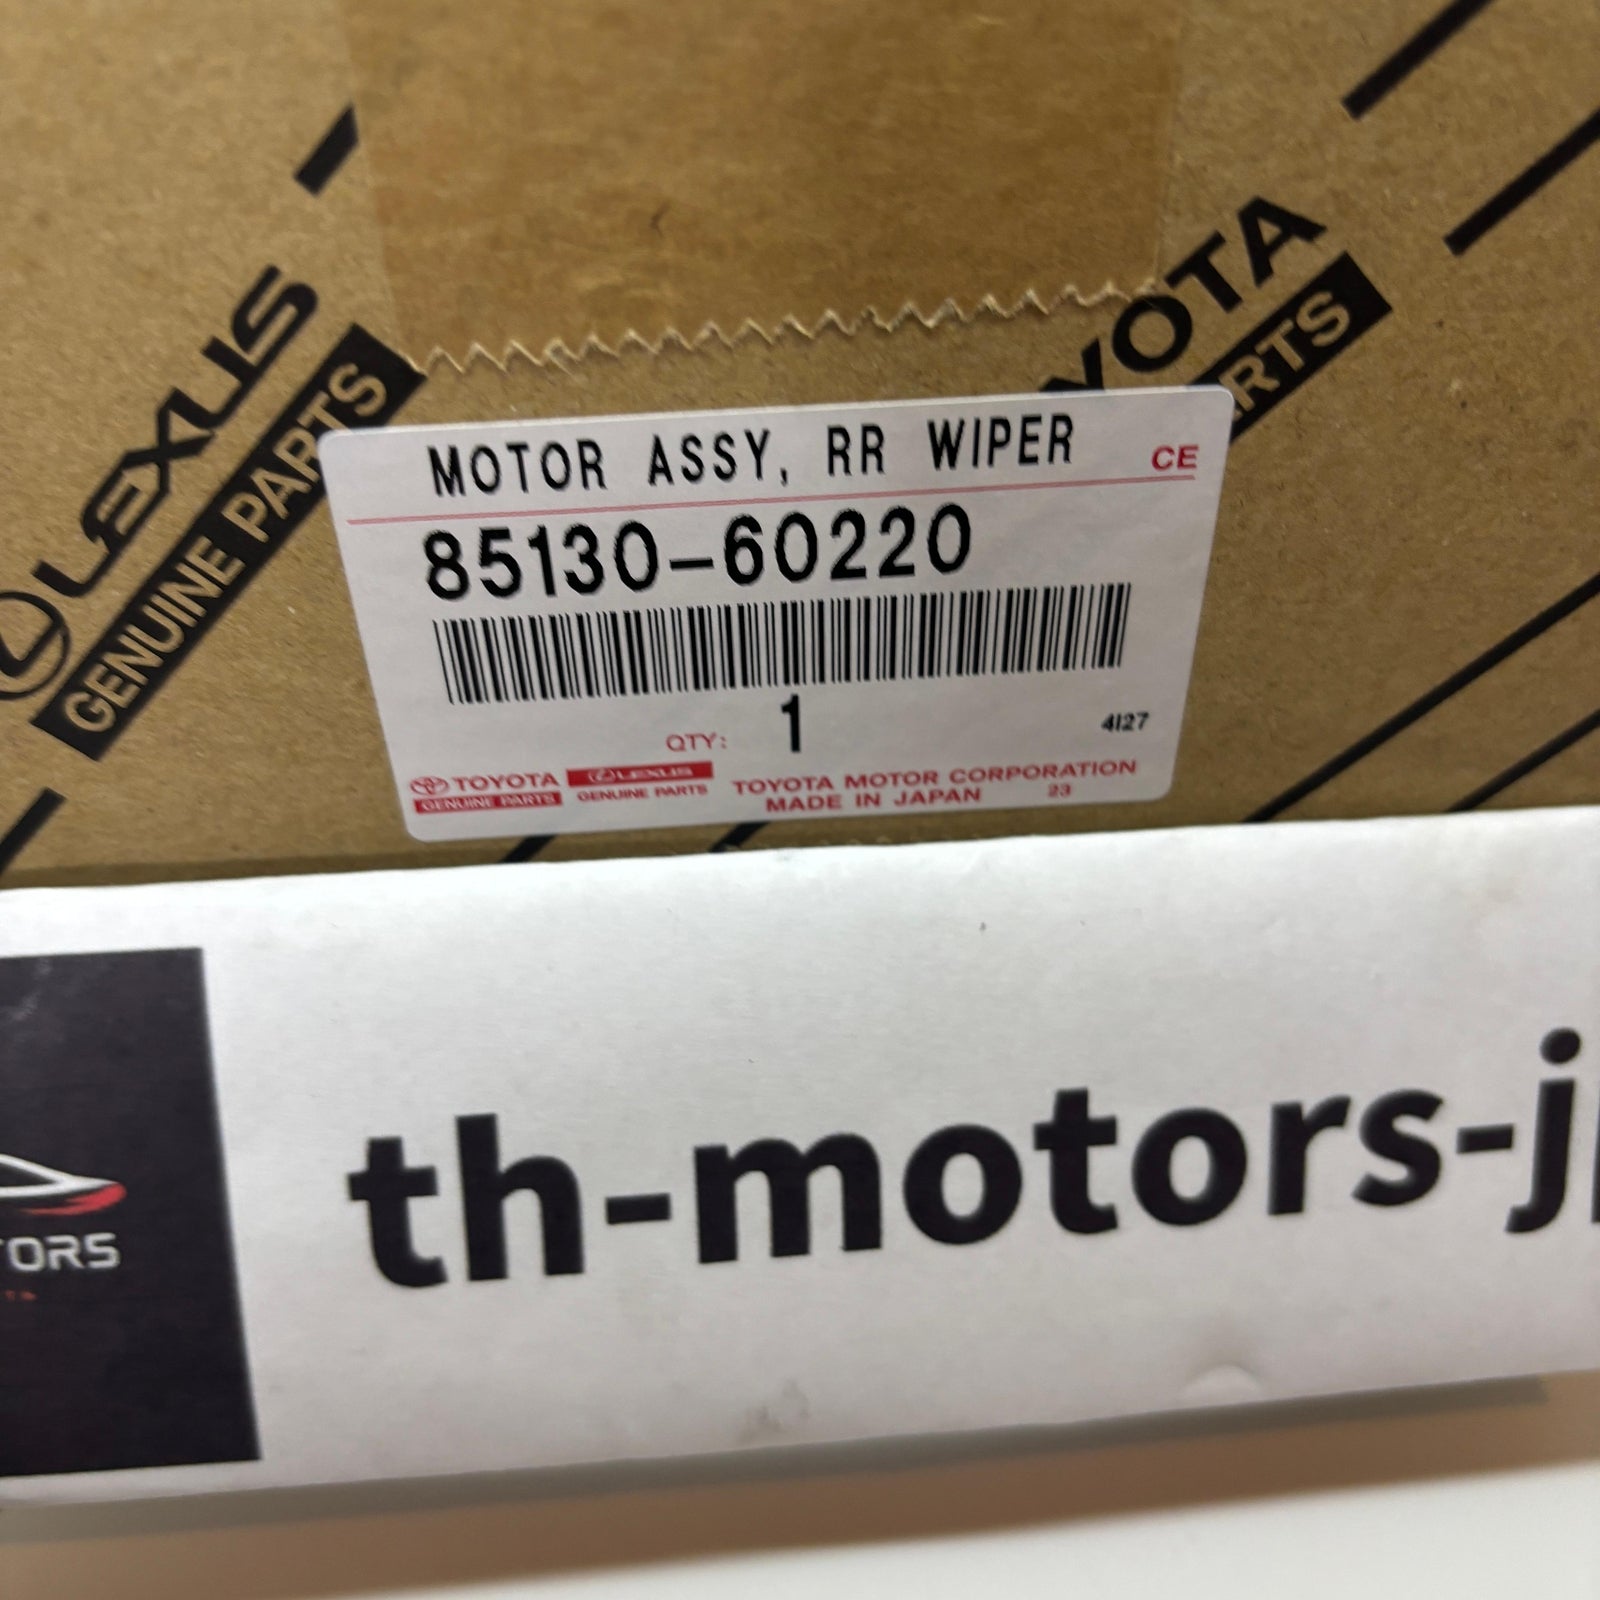 LEXUS
GENUINE PARTS
YOTA
RTS
MOTOR ASSY, RR WIPER
CE
85130-60220
QTY: 1
4I27
TOYOTA
GENUINE PARTS
LEXUS
GENUINE PARTS
TOYOTA MOTOR CORPORATION
MADE IN JAPAN 23
TORS
th-motors-j